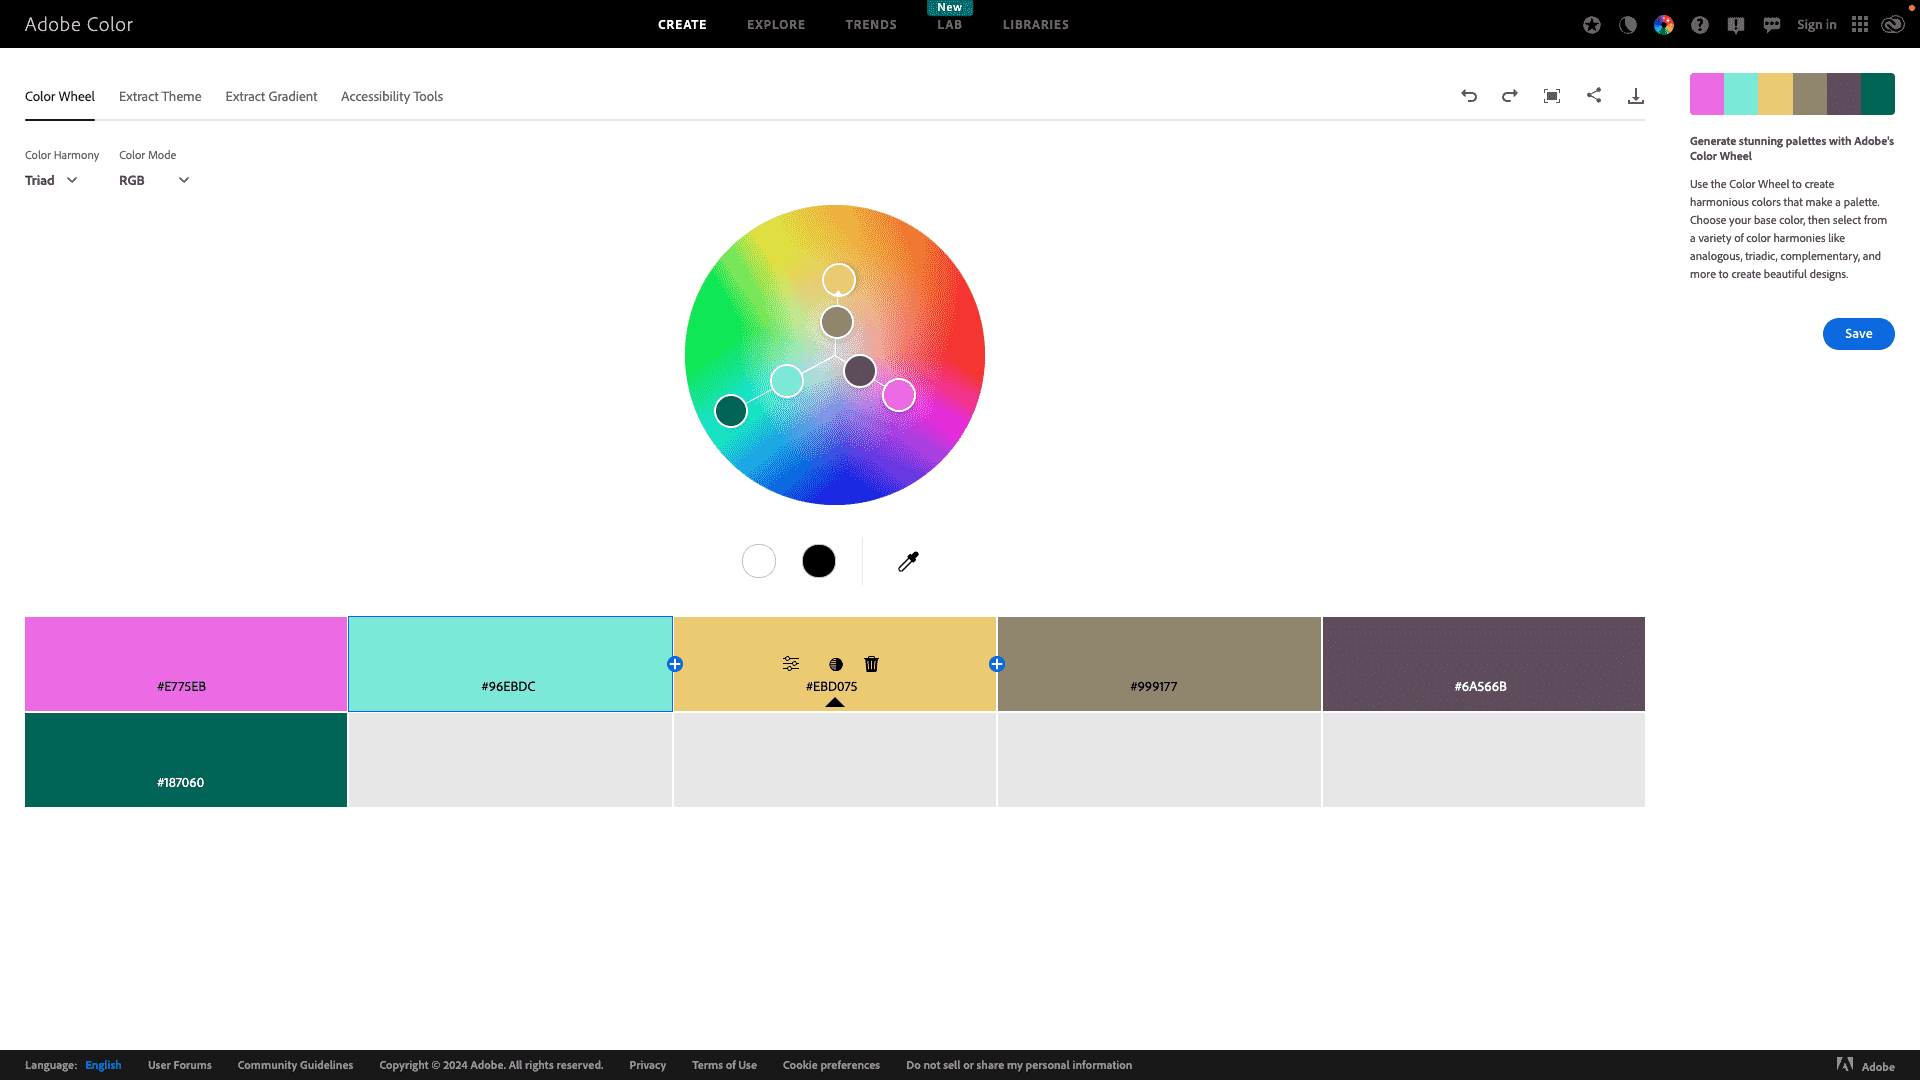 Adobe Color
CREATE
EXPLORE
TRENDS
New
LAB
LIBRARIES
Sign in
Color Wheel
Extract Theme
Extract Gradient
Accessibility Tools
Color Harmony
Triad
Color Mode
RGB
Generate stunning palettes with Adobe's
Color Wheel
Use the Color Wheel to create
harmonious colors that make a palette.
Choose your base color, then select from
a variety of color harmonies like
analogous, triadic, complementary, and
more to create beautiful designs.
Save
#E775EB
#96EBDC
#EBD075
#999177
#6A566B
#187060
Language: English
User Forums
Community Guidelines
Copyright © 2024 Adobe. All rights reserved.
Privacy
Terms of Use
Cookie preferences
Do not sell or share my personal information
Adobe